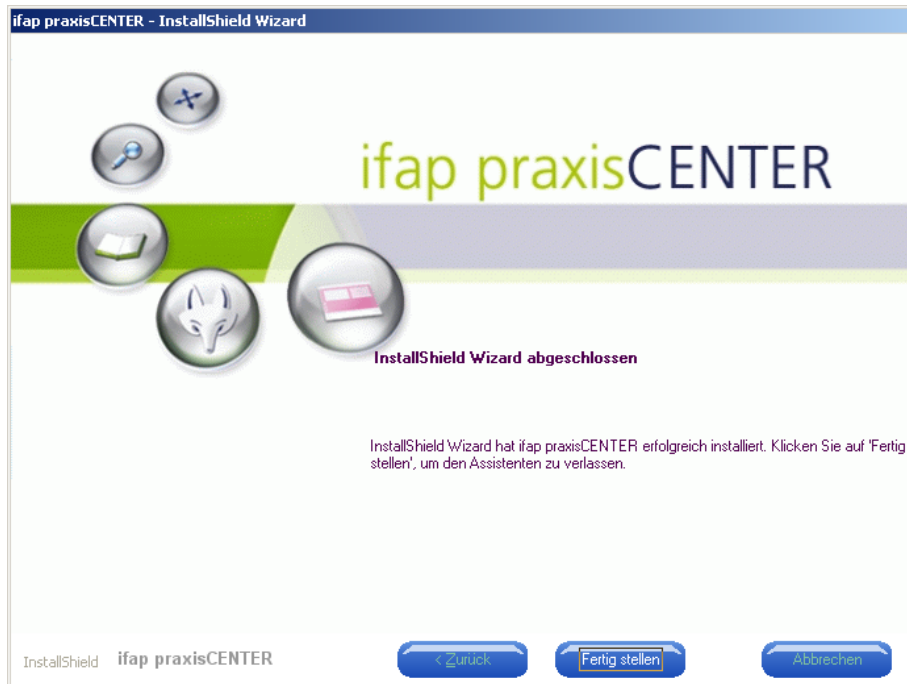 ifap praxisCENTER - InstallShield Wizard
ifap praxisCENTER
InstallShield Wizard abgeschlossen
InstallShield Wizard hat ifap praxisCENTER erfolgreich installiert. Klicken Sie auf 'Fertig
stellen', um den Assistenten zu verlassen.
InstallShield ifap praxisCENTER
< Zurück Fertig stellen Abbrechen